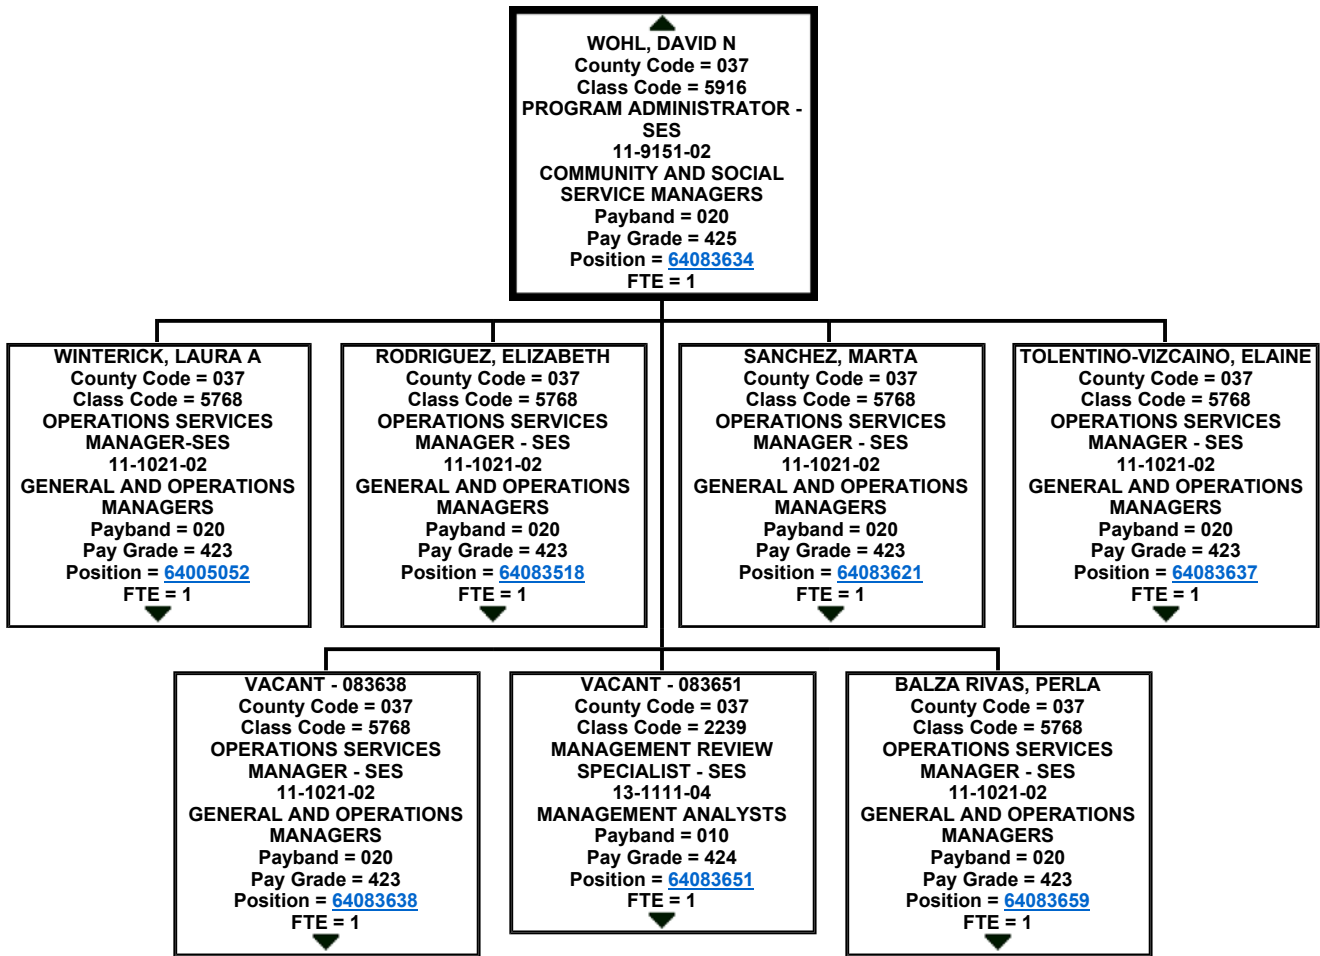 WOHL, DAVID N
County Code = 037
Class Code = 5916
PROGRAM ADMINISTRATOR -
SES
11-9151-02
COMMUNITY AND SOCIAL
SERVICE MANAGERS
Payband = 020
Pay Grade = 425
Position = 64083634
FTE = 1
WINTERICK, LAURA A
County Code = 037
Class Code = 5768
OPERATIONS SERVICES
MANAGER-SES
11-1021-02
GENERAL AND OPERATIONS
MANAGERS
Payband = 020
Pay Grade = 423
Position = 64005052
FTE = 1
RODRIGUEZ, ELIZABETH
County Code = 037
Class Code = 5768
OPERATIONS SERVICES
MANAGER - SES
11-1021-02
GENERAL AND OPERATIONS
MANAGERS
Payband = 020
Pay Grade = 423
Position = 64083518
FTE = 1
SANCHEZ, MARTA
County Code = 037
Class Code = 5768
OPERATIONS SERVICES
MANAGER - SES
11-1021-02
GENERAL AND OPERATIONS
MANAGERS
Payband = 020
Pay Grade = 423
Position = 64083621
FTE = 1
TOLENTINO-VIZCAINO, ELAINE
County Code = 037
Class Code = 5768
OPERATIONS SERVICES
MANAGER - SES
11-1021-02
GENERAL AND OPERATIONS
MANAGERS
Payband = 020
Pay Grade = 423
Position = 64083637
FTE = 1
VACANT - 083638
County Code = 037
Class Code = 5768
OPERATIONS SERVICES
MANAGER - SES
11-1021-02
GENERAL AND OPERATIONS
MANAGERS
Payband = 020
Pay Grade = 423
Position = 64083638
FTE = 1
VACANT - 083651
County Code = 037
Class Code = 2239
MANAGEMENT REVIEW
SPECIALIST - SES
13-1111-04
MANAGEMENT ANALYSTS
Payband = 010
Pay Grade = 424
Position = 64083651
FTE = 1
BALZA RIVAS, PERLA
County Code = 037
Class Code = 5768
OPERATIONS SERVICES
MANAGER - SES
11-1021-02
GENERAL AND OPERATIONS
MANAGERS
Payband = 020
Pay Grade = 423
Position = 64083659
FTE = 1